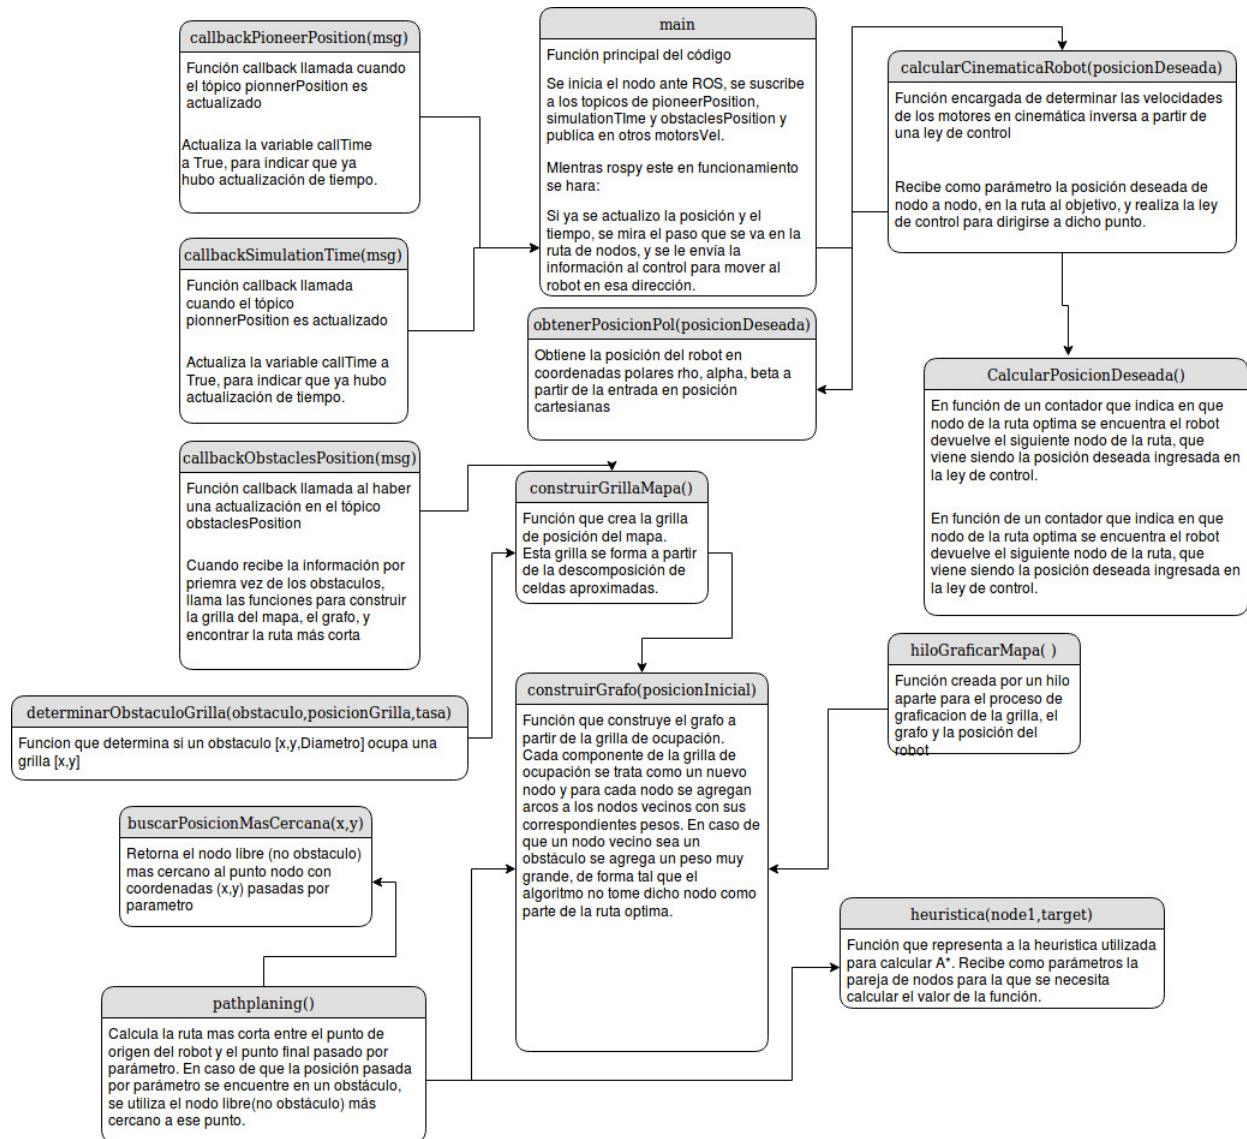 callbackPioneerPosition(msg)
Función callback llamada cuando
el tópico pionnerPosition es
actualizado
Actualiza la variable callTime
a True, para indicar que ya
hubo actualización de tiempo.
main
Función principal del código
Se inicia el nodo ante ROS, se suscribe
a los topicos de pioneerPosition,
simulationTIme y obstaclesPosition y
publica en otros motorsVel.
MIentras rospy este en funcionamiento
se hara:
Si ya se actualizo la posición y el
tiempo, se mira el paso que se va en la
ruta de nodos, y se le envía la
información al control para mover al
robot en esa dirección.
calcularCinematicaRobot(posicionDeseada)
Función encargada de determinar las velocidades
de los motores en cinemática inversa a partir de
una ley de control
Recibe como parámetro la posición deseada de
nodo a nodo, en la ruta al objetivo, y realiza la ley
de control para dirigirse a dicho punto.
callbackSimulationTime(msg)
Función callback llamada
cuando el tópico
pionnerPosition es actualizado
Actualiza la variable callTime a
True, para indicar que ya hubo
actualización de tiempo.
obtenerPosicionPol(posicionDeseada)
Obtiene la posición del robot en
coordenadas polares rho, alpha, beta a
partir de la entrada en posición
cartesianas
CalcularPosicionDeseada()
En función de un contador que indica en que
nodo de la ruta optima se encuentra el robot
devuelve el siguiente nodo de la ruta, que
viene siendo la posición deseada ingresada en
la ley de control.
En función de un contador que indica en que
nodo de la ruta optima se encuentra el robot
devuelve el siguiente nodo de la ruta, que
viene siendo la posición deseada ingresada en
la ley de control.
callbackObstaclesPosition(msg)
Función callback llamada al haber
una actualización en el tópico
obstaclesPosition
Cuando recibe la información por
priemra vez de los obstaculos,
llama las funciones para construir
la grilla del mapa, el grafo, y
encontrar la ruta más corta
construirGrillaMapa()
Función que crea la grilla
de posición del mapa.
Esta grilla se forma a partir
de la descomposición de
celdas aproximadas.
hiloGraficarMapa( )
Función creada por un hilo
aparte para el proceso de
graficacion de la grilla, el
grafo y la posición del
robot
determinarObstaculoGrilla(obstaculo,posicionGrilla,tasa)
Funcion que determina si un obstaculo [x,y,Diametro] ocupa una
grilla [x,y]
construirGrafo(posicionInicial)
Función que construye el grafo a
partir de la grilla de ocupación.
Cada componente de la grilla de
ocupación se trata como un nuevo
nodo y para cada nodo se agregan
arcos a los nodos vecinos con sus
correspondientes pesos. En caso de
que un nodo vecino sea un
obstáculo se agrega un peso muy
grande, de forma tal que el
algoritmo no tome dicho nodo como
parte de la ruta optima.
buscarPosicionMasCercana(x,y)
Retorna el nodo libre (no obstaculo)
mas cercano al punto nodo con
coordenadas (x,y) pasadas por
parametro
heuristica(node1,target)
Función que representa a la heuristica utilizada
para calcular A*. Recibe como parámetros la
pareja de nodos para la que se necesita
calcular el valor de la función.
pathplaning()
Calcula la ruta mas corta entre el punto de
origen del robot y el punto final pasado por
parámetro. En caso de que la posición pasada
por parámetro se encuentre en un obstáculo,
se utiliza el nodo libre(no obstáculo) más
cercano a ese punto.